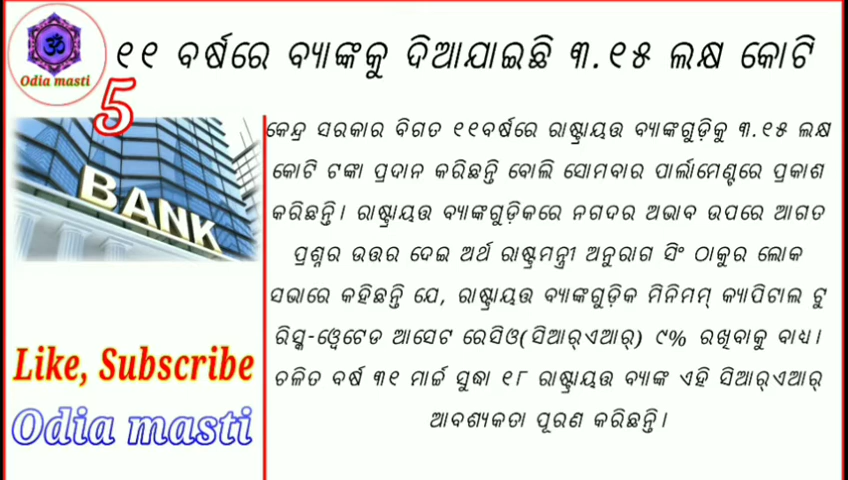 ॐ
Odia masti
୧୧ ବର୍ଷରେ ବ୍ୟାଙ୍କକୁ ଦିଆଯାଇଛି ୩.୧୫ ଲକ୍ଷ କୋଟି
5
BANK
କେନ୍ଦ୍ର ସରକାର ବିଗତ ୧୧ବର୍ଷରେ ରାଷ୍ଟ୍ରାୟତ୍ତ ବ୍ୟାଙ୍କଗୁଡ଼ିକୁ ୩.୧୫ ଲକ୍ଷ
କୋଟି ଟଙ୍କା ପ୍ରଦାନ କରିଛନ୍ତି ବୋଲି ସୋମବାର ପାର୍ଲାମେଣ୍ଟରେ ପ୍ରକାଶ
କରିଛନ୍ତି। ରାଷ୍ଟ୍ରାୟତ୍ତ ବ୍ୟାଙ୍କଗୁଡ଼ିକରେ ନଗଦର ଅଭାବ ଉପରେ ଆଗତ
ପ୍ରଶ୍ନର ଉତ୍ତର ଦେଇ ଅର୍ଥ ରାଷ୍ଟ୍ରମନ୍ତ୍ରୀ ଅନୁରାଗ ସିଂ ଠାକୁର ଲୋକ
ସଭାରେ କହିଛନ୍ତି ଯେ, ରାଷ୍ଟ୍ରାୟତ୍ତ ବ୍ୟାଙ୍କଗୁଡ଼ିକ ମିନିମମ୍ କ୍ୟାପିଟାଲ ଟୁ
ରିସ୍କ-ୱେଟେଡ ଆସେଟ ରେସିଓ(ସିଆର୍ଏଆର୍) ୯% ରଖିବାକୁ ବାଧ୍ୟ।
ଚଳିତ ବର୍ଷ ୩୧ ମାର୍ଚ୍ଚ ସୁଦ୍ଧା ୧୮ ରାଷ୍ଟ୍ରାୟତ୍ତ ବ୍ୟାଙ୍କ ଏହି ସିଆର୍ଏଆର୍
ଆବଶ୍ୟକତା ପୂରଣ କରିଛନ୍ତି।
Like, Subscribe
Odia masti